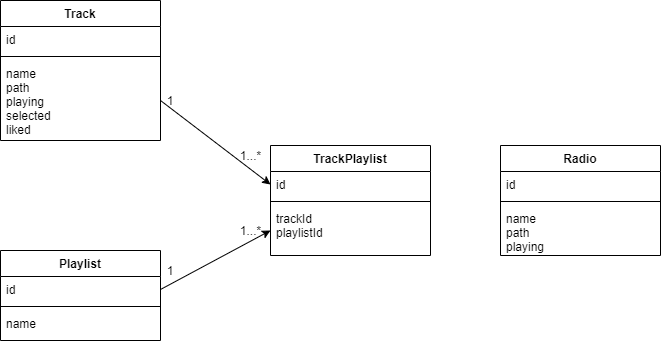 Track
id
name
path
playing
selected
liked
1
1...*
TrackPlaylist
id
trackId
playlistId
Radio
id
name
path
playing
1...*
1
Playlist
id
name